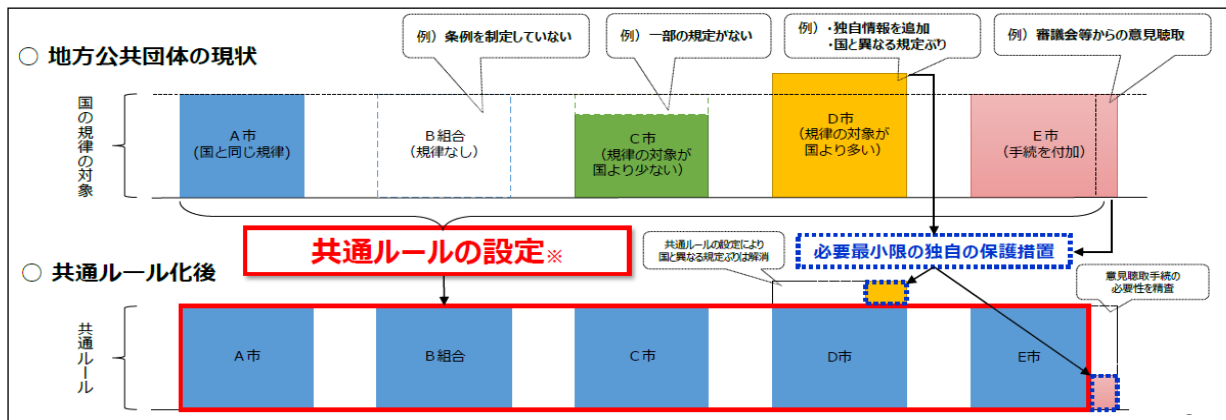 例）条例を制定していない
例）一部の規定がない
例）・独自情報を追加
・国と異なる規定ぶり
例）審議会等からの意見聴取
○ 地方公共団体の現状
国の規律の対象
A市
(国と同じ規律)
B組合
（規律なし）
C市
（規律の対象が
国より少ない）
D市
（規律の対象が
国より多い）
E市
（手続を付加）
共通ルールの設定※
共通ルールの設定により
国と異なる規定ぶりは解消
必要最小限の独自の保護措置
意見聴取手続の
必要性を精査
○ 共通ルール化後
共通ルール
A市
B組合
C市
D市
E市